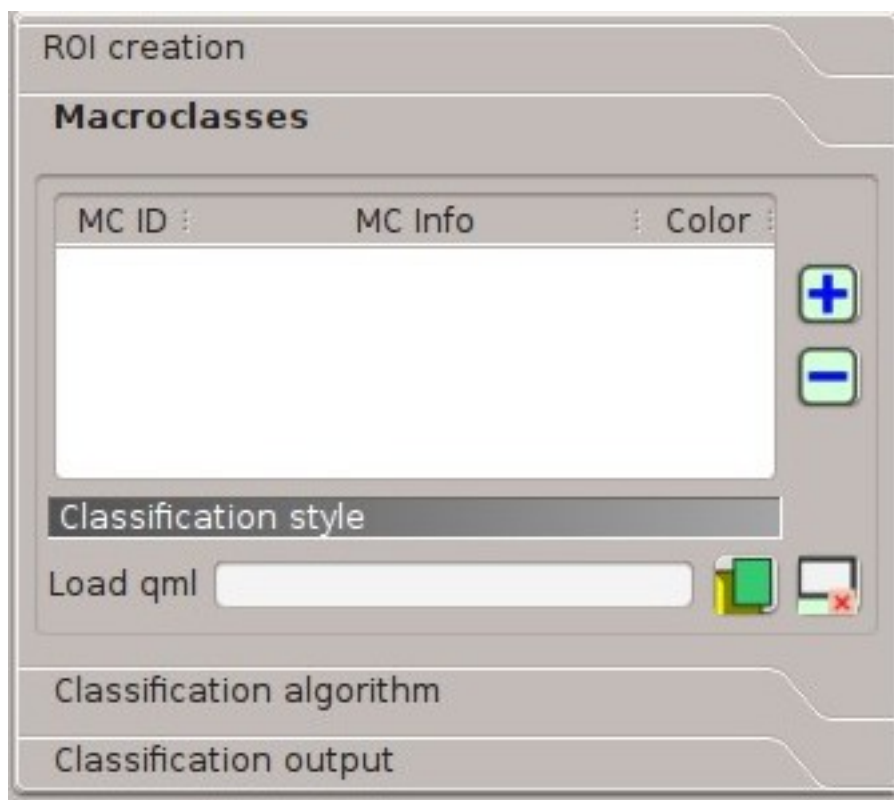 ROI creation
Macroclasses
MC ID MC Info Color
Classification style
Load qml
Classification algorithm
Classification output